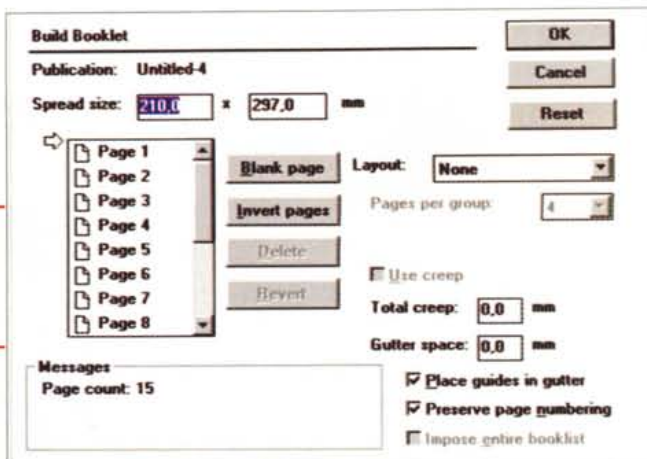 Build Booklet
OK
Publication: Untitled-4
Cancel
Spread size: 210,0 x 297,0 mm
Reset
Page 1
Page 2
Page 3
Page 4
Page 5
Page 6
Page 7
Page 8
Blank page
Invert pages
Delete
Revert
Layout: None
Pages per group: 4
Use creep
Total creep: 0,0 mm
Gutter space: 0,0 mm
Place guides in gutter
Preserve page numbering
Impose entire booklist
Messages
Page count: 15